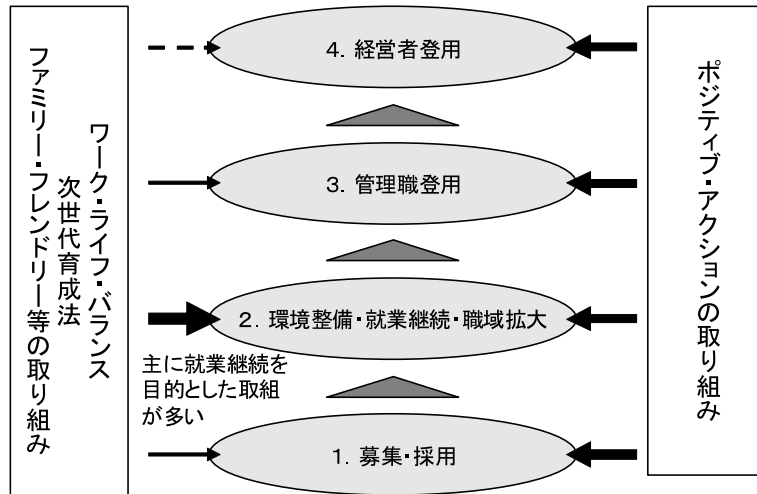 ワーク・ライフ・バランス
次世代育成法
ファミリー・フレンドリー等の取り組み
4．経営者登用
3．管理職登用
2．環境整備・就業継続・職域拡大
主に就業継続を
目的とした取組
が多い
1．募集・採用
ポジティブ・アクションの取り組み